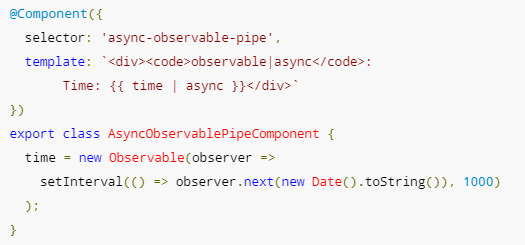 @Component({
  selector: 'async-observable-pipe',
  template: `<div><code>observable|async</code>:
       Time: {{ time | async }}</div>`
})
export class AsyncObservablePipeComponent {
  time = new Observable(observer =>
    setInterval(() => observer.next(new Date().toString()), 1000)
  );
}